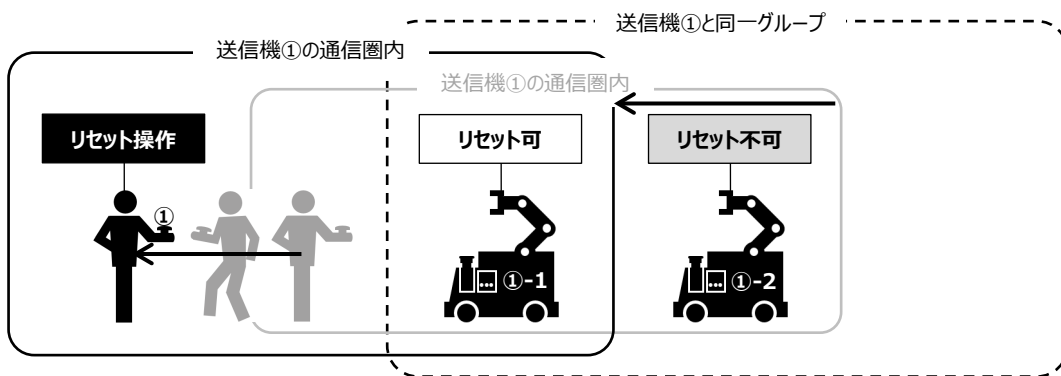 送信機①と同一グループ
送信機①の通信圏内
送信機①の通信圏内
リセット操作
リセット可
リセット不可
①
... ①-1
... ①-2